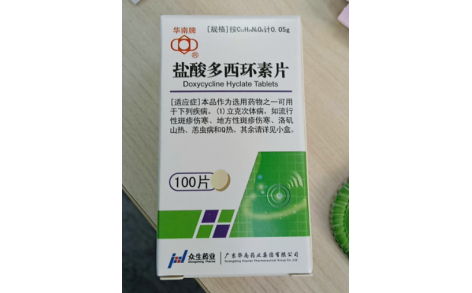 华南牌
[规格]按C₂₂H₂₄N₂O₈计0.05g
®
盐酸多西环素片
Doxycycline Hyclate Tablets
[适应症]本品作为选用药物之一可用
于下列疾病。(1)立克次体病,如流行
性斑疹伤寒、地方性斑疹伤寒、洛矶
山热、恙虫病和Q热。其余请详见小盒。
100片
众生药业
广东华南药业集团有限公司